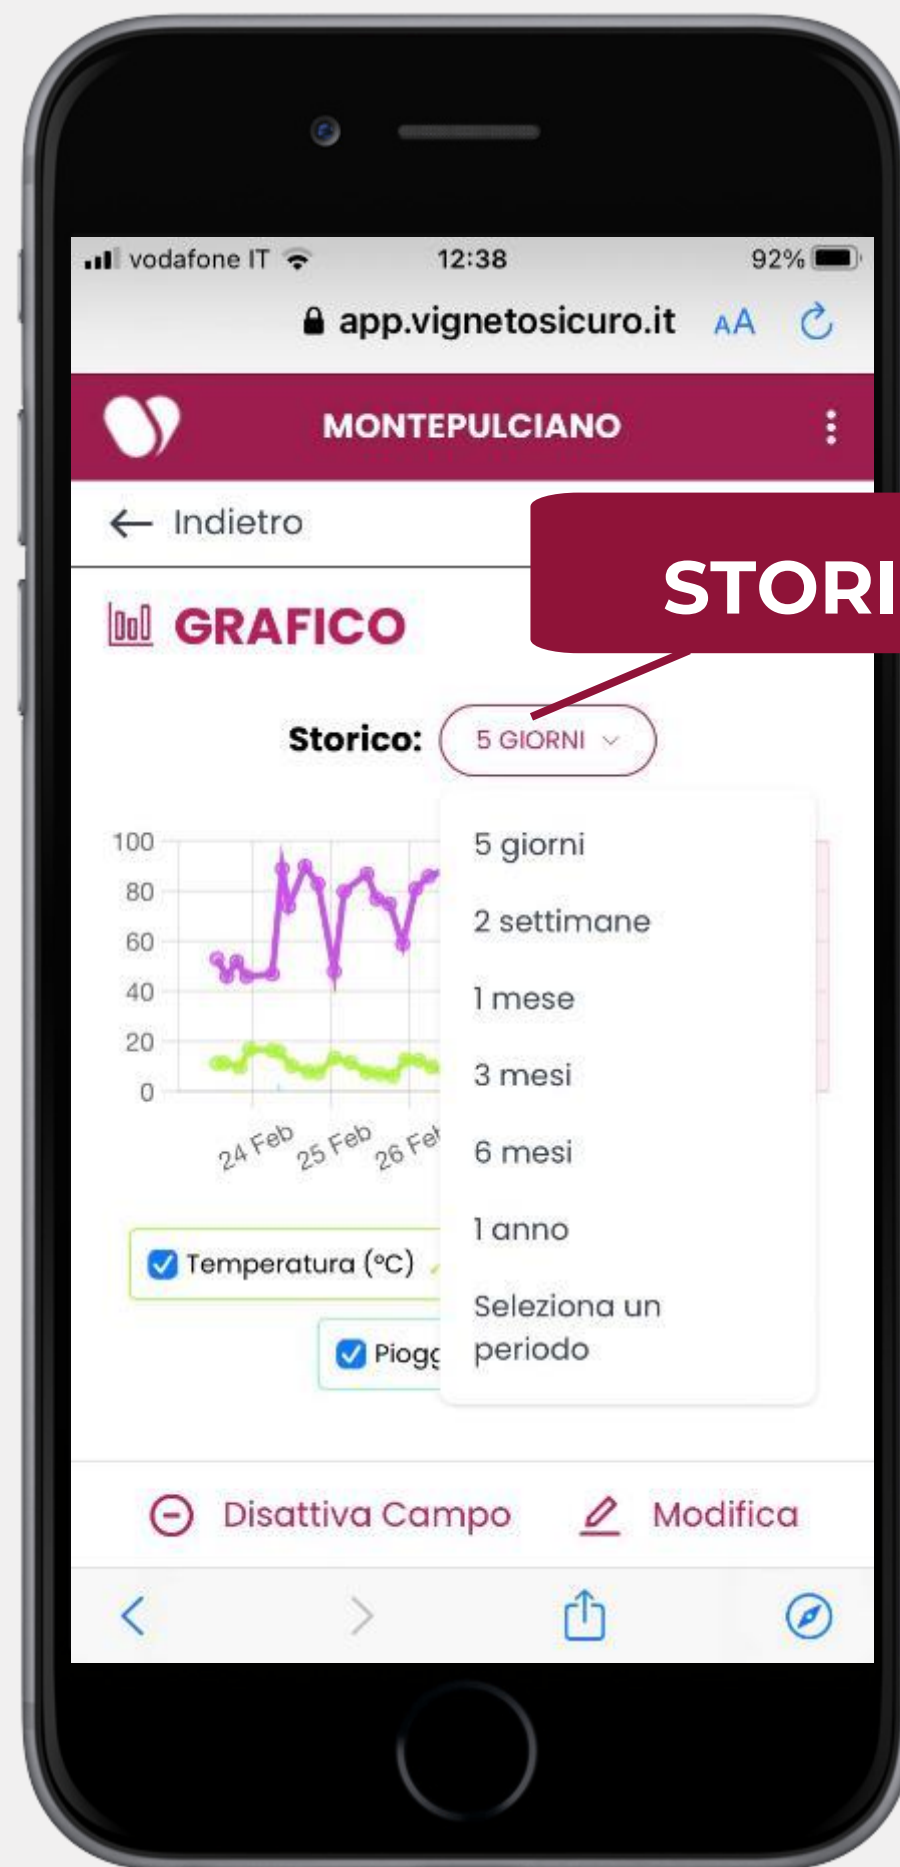 vodafone IT 12:38 92%
app.vignetosicuro.it AA
MONTEPULCIANO
← Indietro
STORI
GRAFICO
Storico: 5 GIORNI
5 giorni
2 settimane
1 mese
3 mesi
6 mesi
1 anno
Seleziona un
periodo
100
80
60
40
20
0
24 Feb 25 Feb 26 Feb
Temperatura (°C)
Piogg
Disattiva Campo Modifica